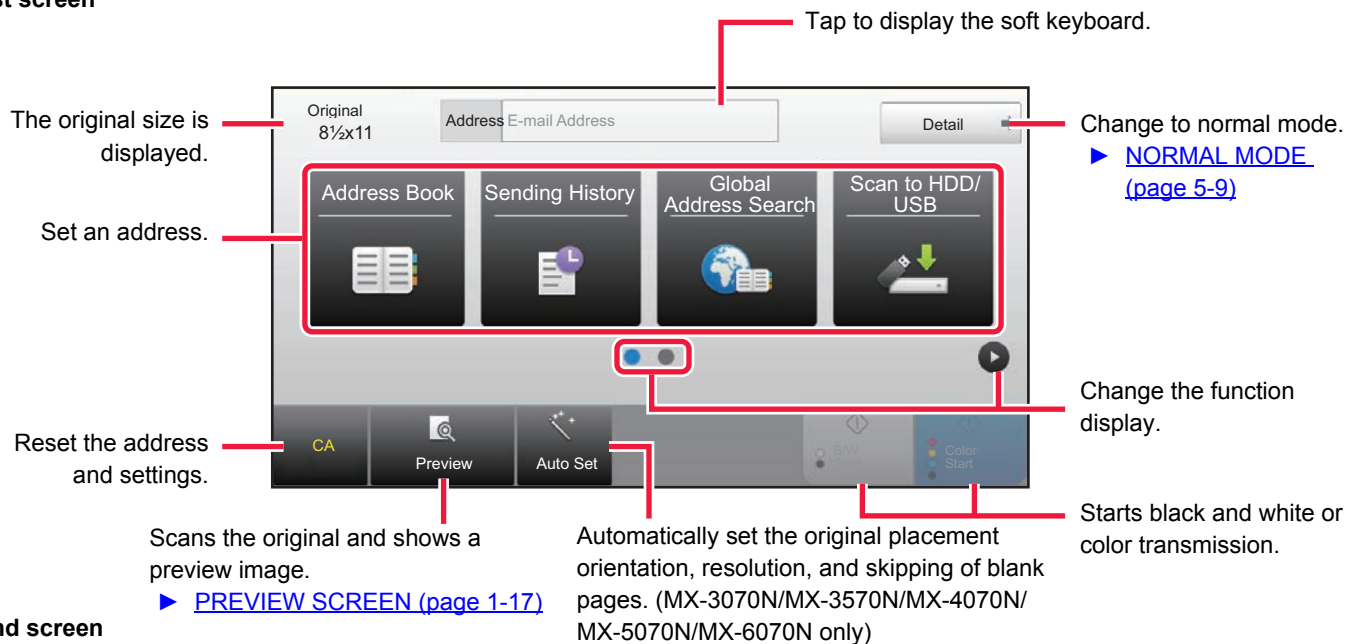 st screen
Tap to display the soft keyboard.
The original size is
displayed.
Original
8½x11
Address E-mail Address
Detail
Change to normal mode.
► NORMAL MODE
(page 5-9)
Set an address.
Address Book
Sending History
Global
Address Search
Scan to HDD/
USB
Change the function
display.
Reset the address
and settings.
CA
Preview
Auto Set
B/W
Start
Color
Start
Starts black and white or
color transmission.
Scans the original and shows a
preview image.
► PREVIEW SCREEN (page 1-17)
Automatically set the original placement
orientation, resolution, and skipping of blank
pages. (MX-3070N/MX-3570N/MX-4070N/
MX-5070N/MX-6070N only)
nd screen